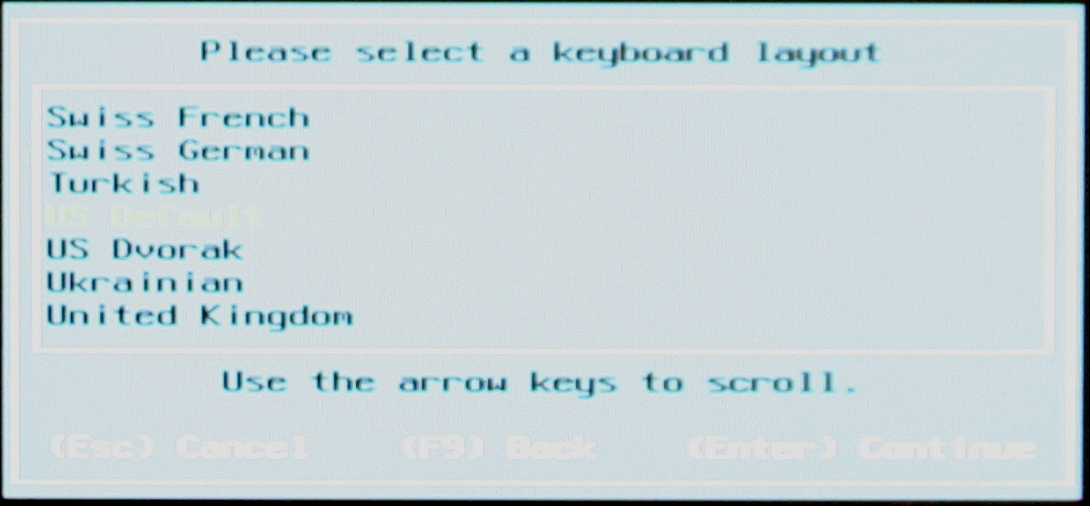 Please select a keyboard layout
Swiss French
Swiss German
Turkish
US Default
US Dvorak
Ukrainian
United Kingdom
Use the arrow keys to scroll.
(Esc) Cancel (F9) Back (Enter) Continue